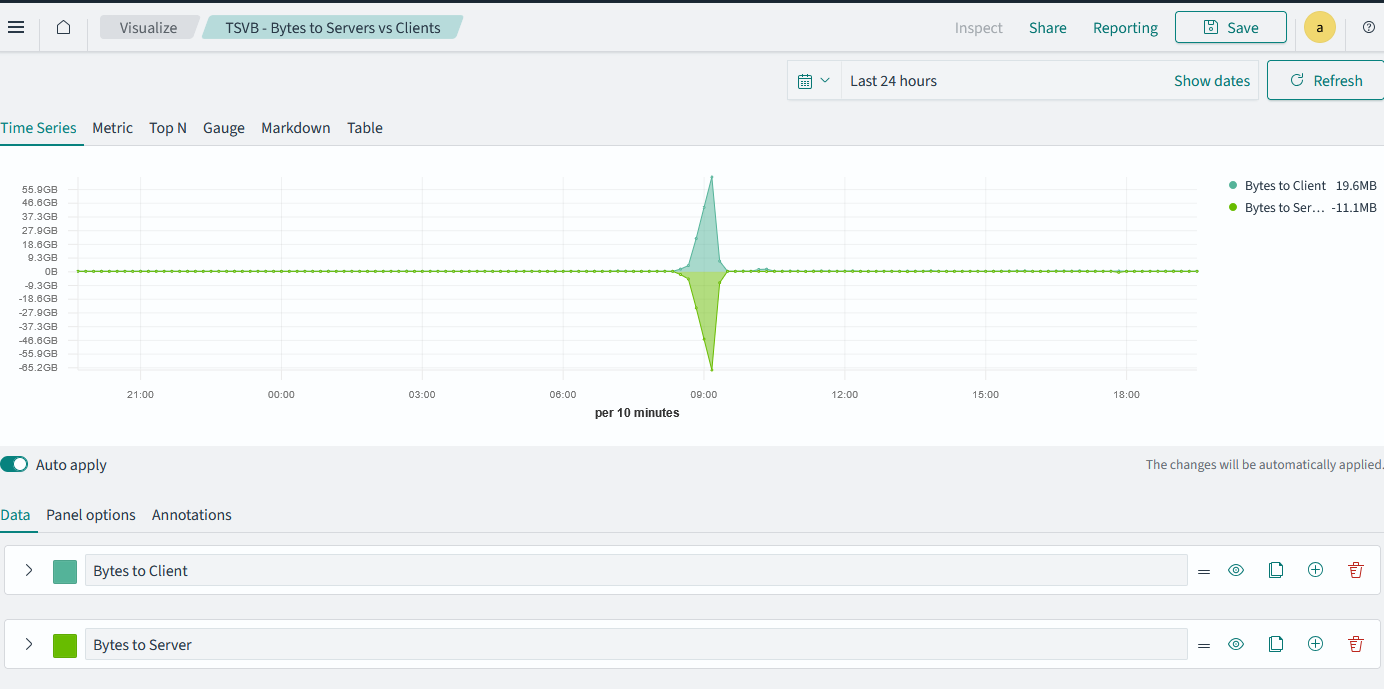 Visualize TSVB - Bytes to Servers vs Clients Inspect Share Reporting Save a
Last 24 hours Show dates Refresh
Time Series Metric Top N Gauge Markdown Table
55.9GB
46.6GB
37.3GB
27.9GB
18.6GB
9.3GB
0B
-9.3GB
-18.6GB
-27.9GB
-37.3GB
-46.6GB
-55.9GB
-65.2GB
21:00 00:00 03:00 06:00 09:00 12:00 15:00 18:00
per 10 minutes
Bytes to Client 19.6MB
Bytes to Ser... -11.1MB
Auto apply The changes will be automatically applied.
Data Panel options Annotations
Bytes to Client
Bytes to Server